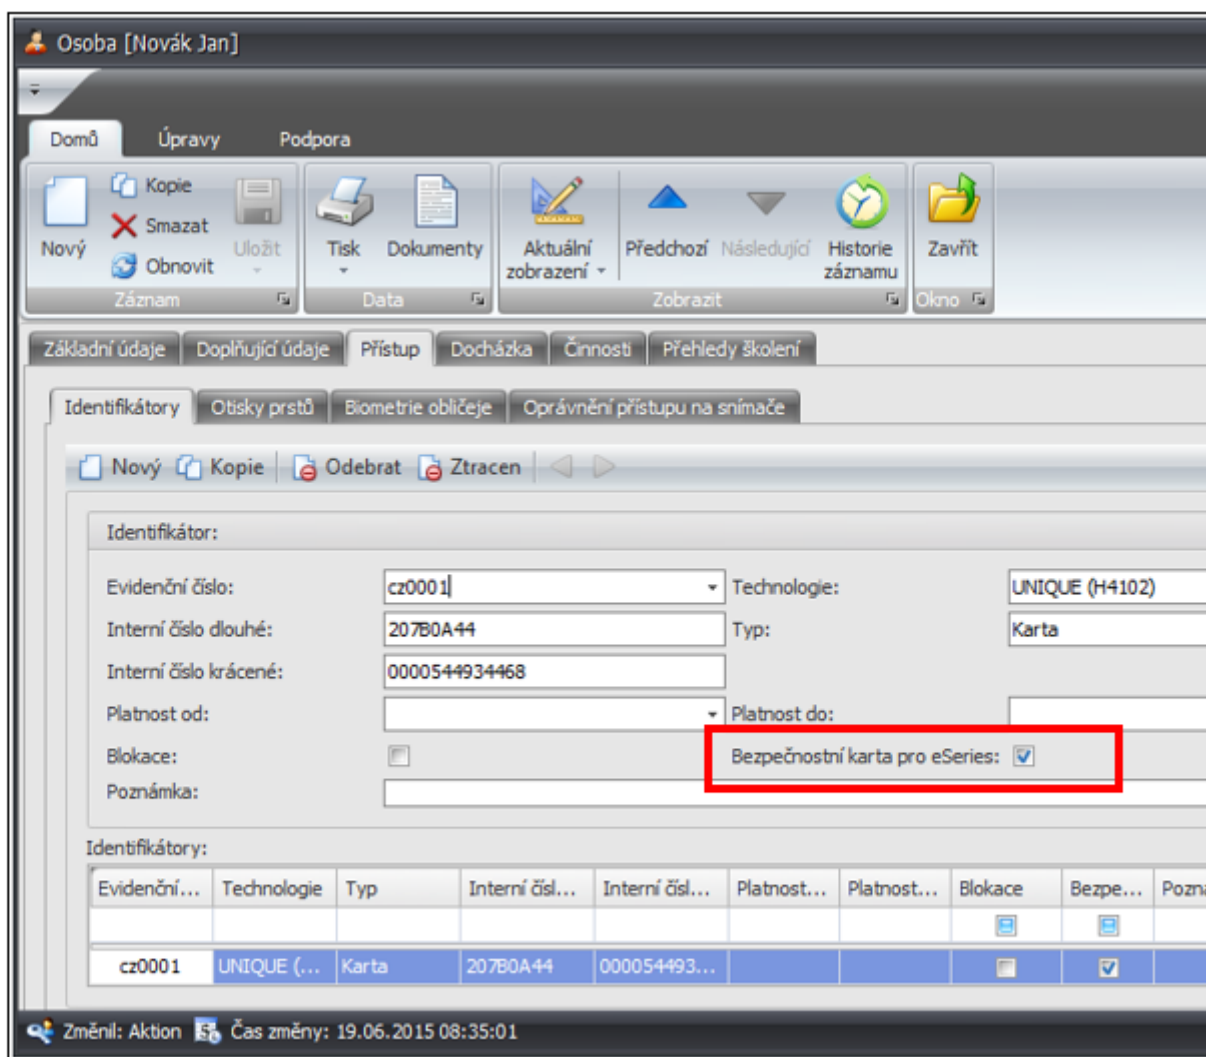 Osoba [Novák Jan]
Domů Úpravy Podpora
Nový Kopie Smazat Obnovit Uložit Tisk Dokumenty Aktuální zobrazení Předchozí Následující Historie záznamu Zavřít
Záznam Data Zobrazit Okno
Základní údaje Doplňující údaje Přístup Docházka Činnosti Přehledy školení
Identifikátory Otisky prstů Biometrie obličeje Oprávnění přístupu na snímače
Nový Kopie Odebrat Ztracen
Identifikátor:
Evidenční číslo: cz0001 Technologie: UNIQUE (H4102)
Interní číslo dlouhé: 207B0A44 Typ: Karta
Interní číslo krácené: 0000544934468
Platnost od: Platnost do:
Blokace: Bezpečnostní karta pro eSeries:
Poznámka:
Identifikátory:
Evidenční... Technologie Typ Interní čísl... Interní čísl... Platnost... Platnost... Blokace Bezpe... Pozná
cz0001 UNIQUE (... Karta 207B0A44 000054493...
Změnil: Aktion Čas změny: 19.06.2015 08:35:01